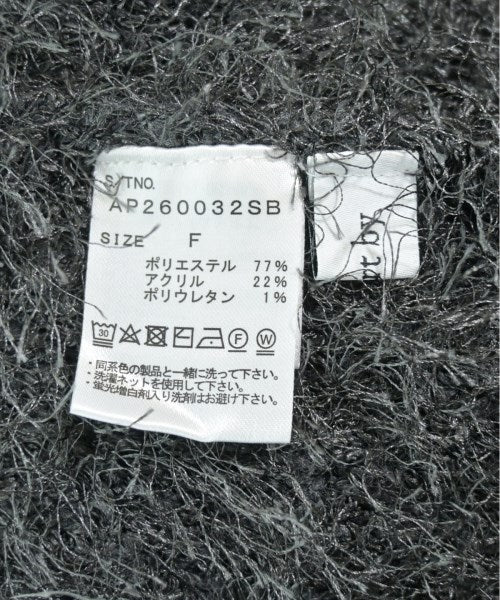 S/TNO.
AP260032SB
SIZE F
ポリエステル 77%
アクリル 22%
ポリウレタン 1%
30 F W
・同系色の製品と一緒に洗って下さい。
・洗濯ネットを使用して下さい。
・蛍光増白剤入り洗剤はお避け下さい。
rt by